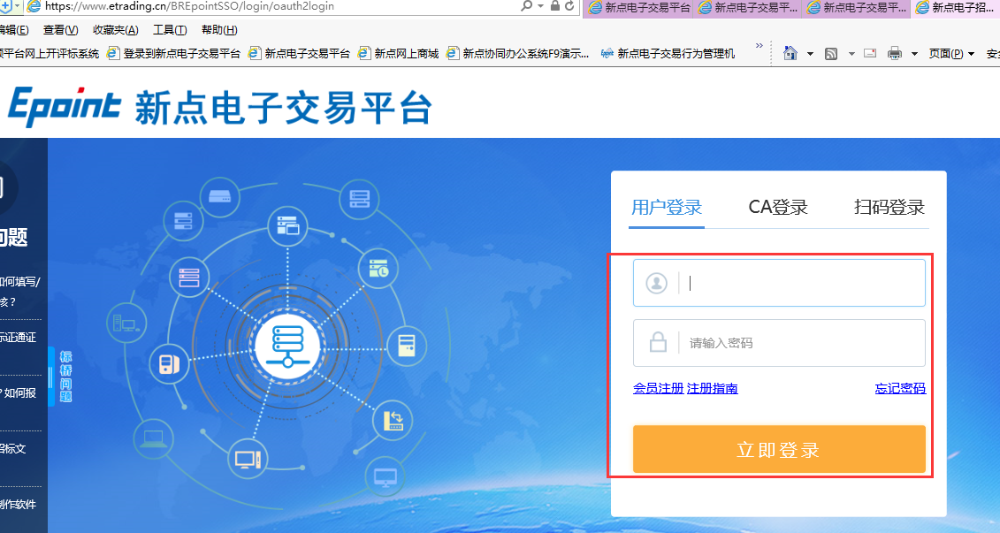 https://www.etrading.cn/BREpointSSO/login/oauth2login
新点电子交易平台
新点电子交易平...
新点电子交易平...
新点电子招...
编辑(E) 查看(V) 收藏夹(A) 工具(T) 帮助(H)
平台网上开评标系统 登录到新点电子交易平台 新点电子交易平台 新点网上商城 新点协同办公系统F9演示... 新点电子交易行为管理机 » 页面(P) 安全
Epoint 新点电子交易平台
问题
如何填写/
核？
标证通证
? 如何报
招标文
制作软件
标桥问题
用户登录 CA登录 扫码登录
请输入密码
会员注册 注册指南 忘记密码
立即登录